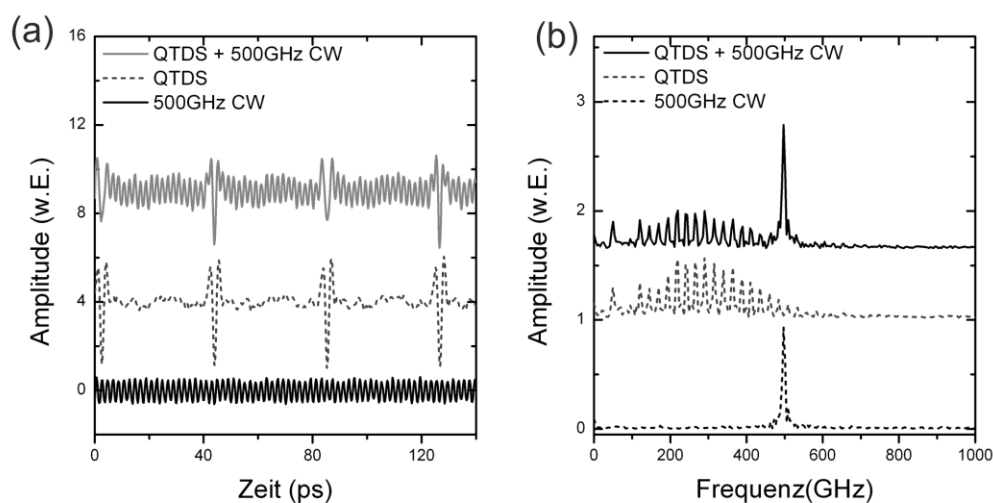 (a)
16
12
8
4
0
Amplitude (w.E.)
QTDS + 500GHz CW
QTDS
500GHz CW
0
40
80
120
Zeit (ps)
(b)
3
2
1
0
Amplitude (w.E.)
QTDS + 500GHz CW
QTDS
500GHz CW
0
200
400
600
800
1000
Frequenz(GHz)